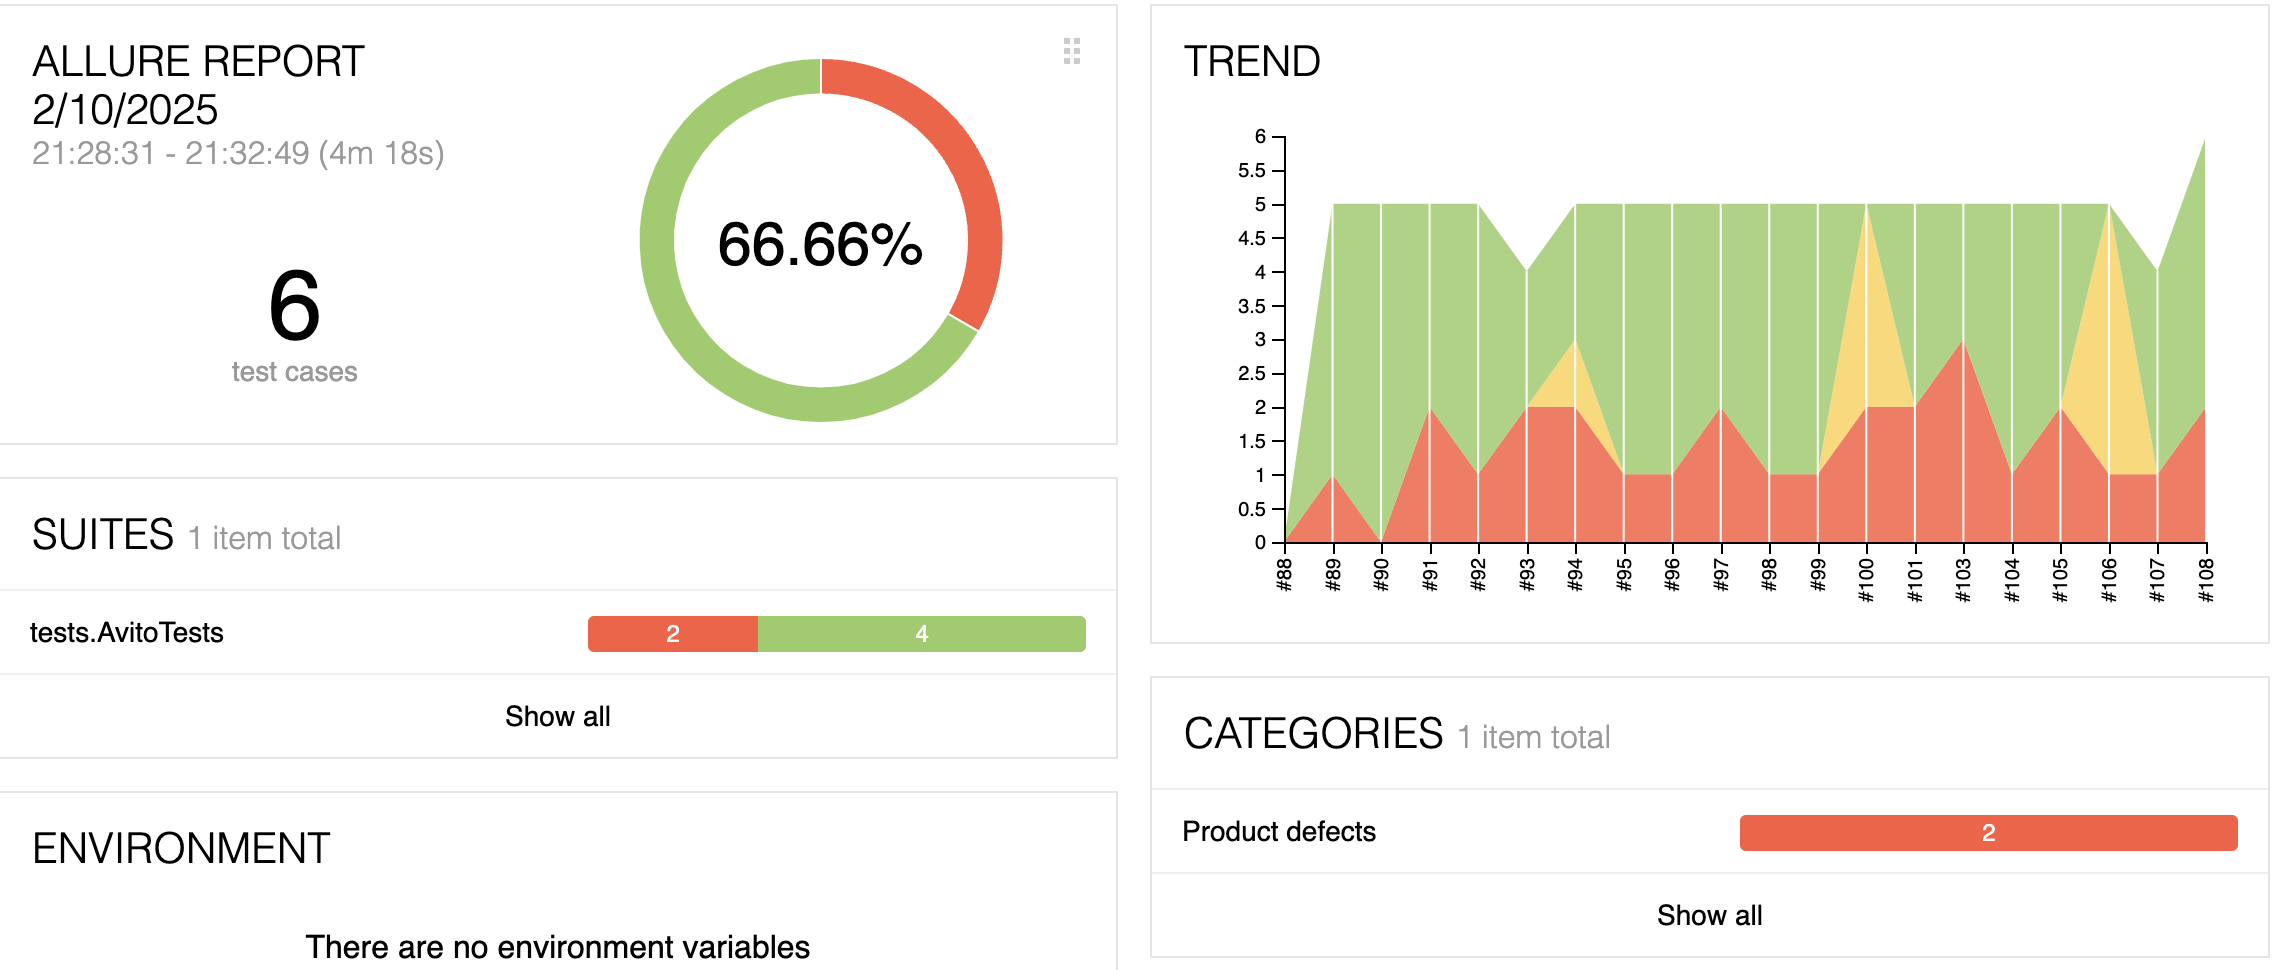 ALLURE REPORT
2/10/2025
21:28:31 - 21:32:49 (4m 18s)
6
test cases
66.66%
SUITES 1 item total
tests.AvitoTests 2 4
Show all
ENVIRONMENT
There are no environment variables
TREND
6
5.5
5
4.5
4
3.5
3
2.5
2
1.5
1
0.5
0
#88 #89 #90 #91 #92 #93 #94 #95 #96 #97 #98 #99 #100 #101 #103 #104 #105 #106 #107 #108
CATEGORIES 1 item total
Product defects 2
Show all